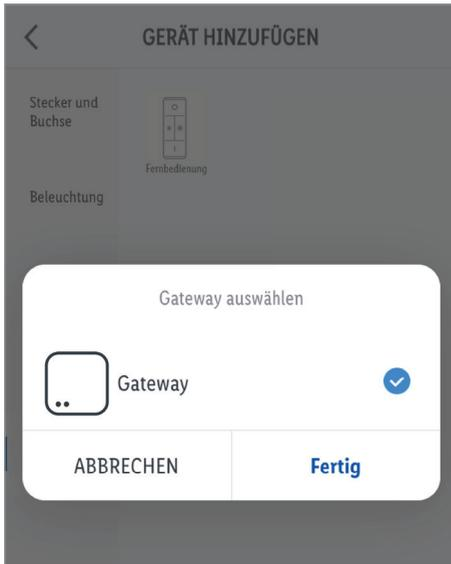 GERÄT HINZUFÜGEN
Stecker und
Buchse
Fernbedienung
Beleuchtung
Gateway auswählen
Gateway
ABBRECHEN
Fertig